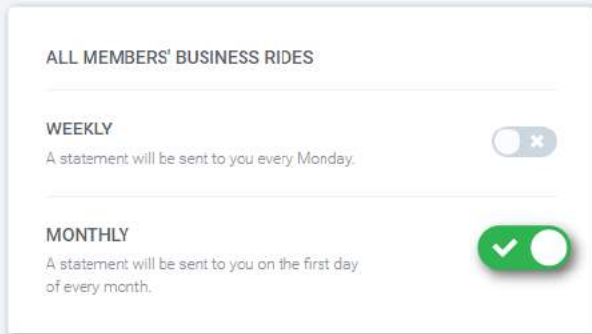 ALL MEMBERS' BUSINESS RIDES
WEEKLY
A statement will be sent to you every Monday.
MONTHLY
A statement will be sent to you on the first day
of every month.